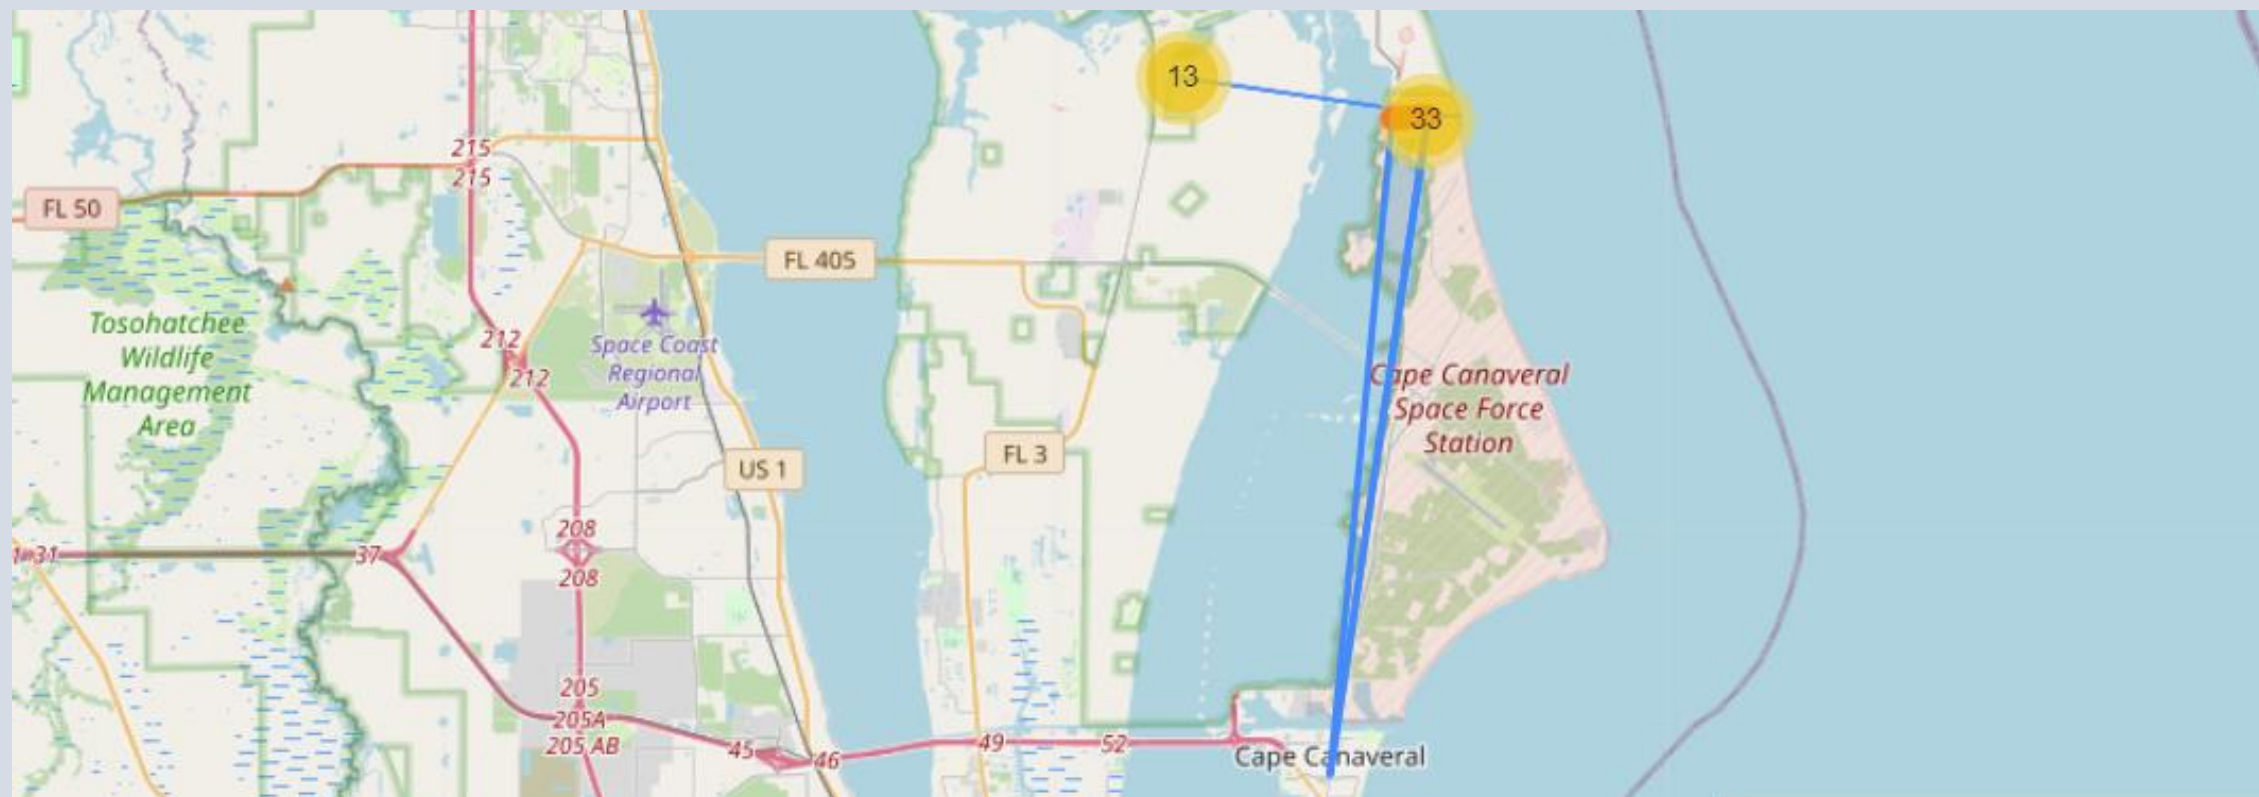 13
33
215
215
FL 50
FL 405
Tosohatchee
Wildlife
Management
Area
212
212
Space Coast
Regional
Airport
Cape Canaveral
Space Force
Station
FL 3
US 1
208
208
31
37
205
205A
205 AB
45
46
49
52
Cape Canaveral